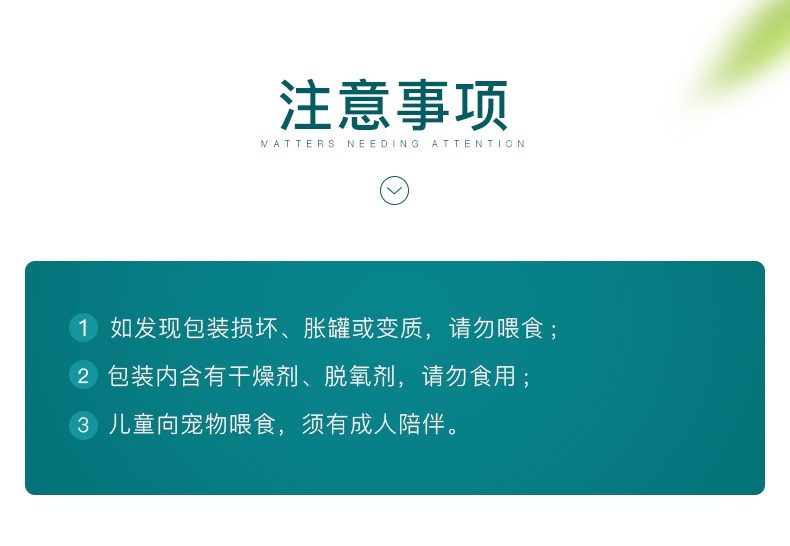 注意事项
MATTERS NEEDING ATTENTION
1 如发现包装损坏、胀罐或变质，请勿喂食；
2 包装内含有干燥剂、脱氧剂，请勿食用；
3 儿童向宠物喂食，须有成人陪伴。